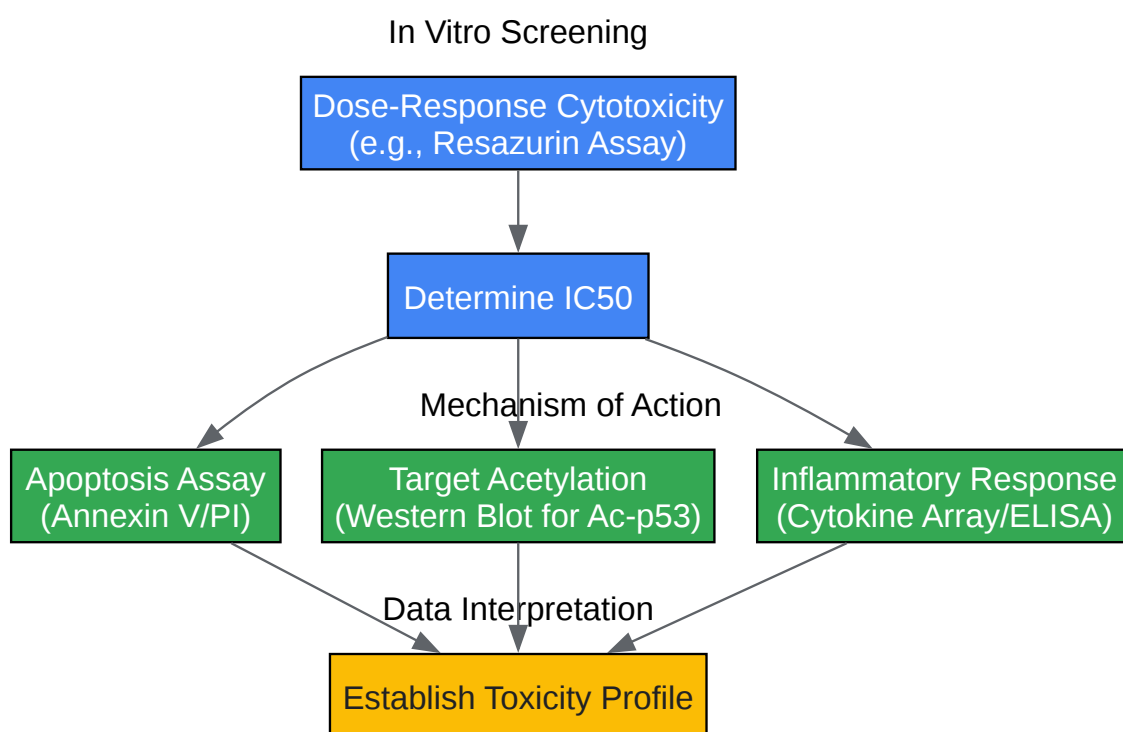 In Vitro Screening
Dose-Response Cytotoxicity
(e.g., Resazurin Assay)
Determine IC50
Mechanism of Action
Apoptosis Assay
(Annexin V/PI)
Target Acetylation
(Western Blot for Ac-p53)
Inflammatory Response
(Cytokine Array/ELISA)
Data Interpretation
Establish Toxicity Profile